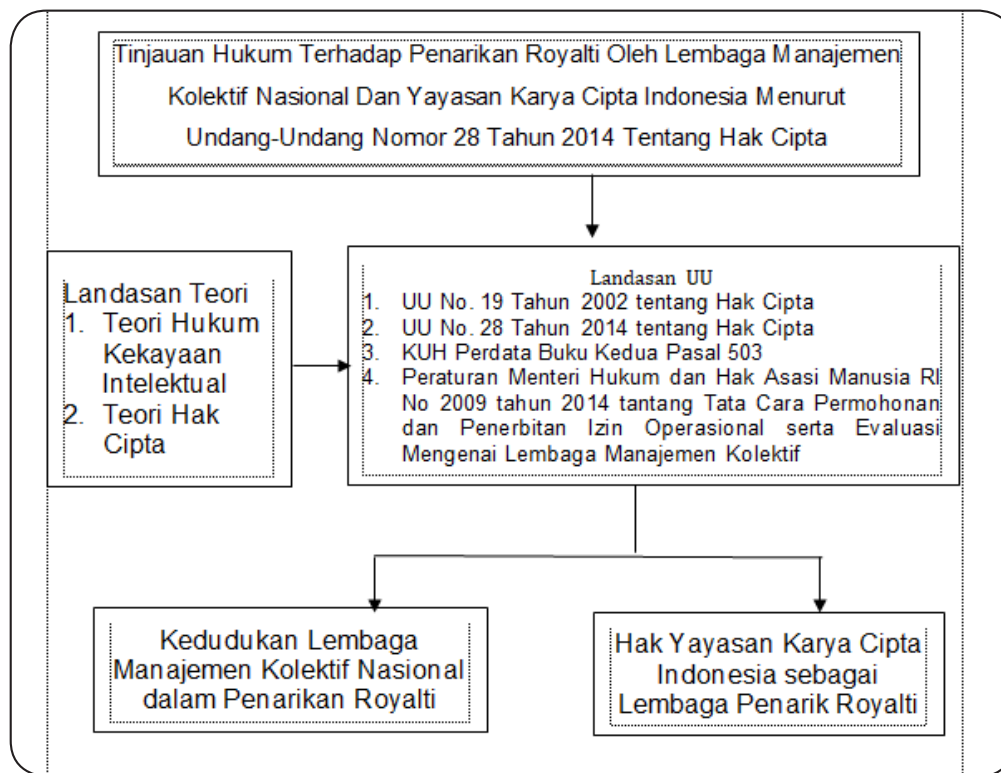 Tinjauan Hukum Terhadap Penarikan Royalti Oleh Lembaga Manajemen
Kolektif Nasional Dan Yayasan Karya Cipta Indonesia Menurut
Undang-Undang Nomor 28 Tahun 2014 Tentang Hak Cipta
Landasan Teori
1. Teori Hukum
Kekayaan
Intelektual
2. Teori Hak
Cipta
Landasan UU
1. UU No. 19 Tahun 2002 tentang Hak Cipta
2. UU No. 28 Tahun 2014 tentang Hak Cipta
3. KUH Perdata Buku Kedua Pasal 503
4. Peraturan Menteri Hukum dan Hak Asasi Manusia RI
No 2009 tahun 2014 tantang Tata Cara Permohonan
dan Penerbitan Izin Operasional serta Evaluasi
Mengenai Lembaga Manajemen Kolektif
Kedudukan Lembaga
Manajemen Kolektif Nasional
dalam Penarikan Royalti
Hak Yayasan Karya Cipta
Indonesia sebagai
Lembaga Penarik Royalti